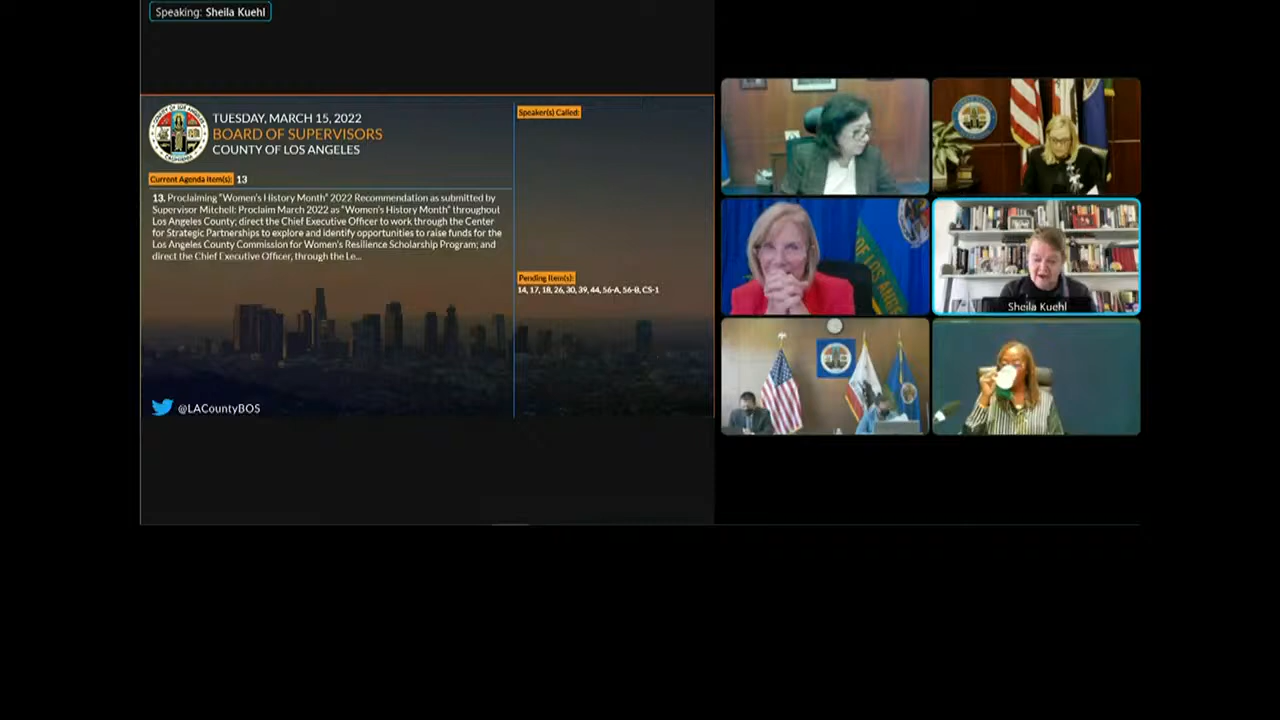 Speaking: Sheila Kuehl
TUESDAY, MARCH 15, 2022
BOARD OF SUPERVISORS
COUNTY OF LOS ANGELES
Current Agenda Item(s): 13
13. Proclaiming "Women's History Month" 2022 Recommendation as submitted by
Supervisor Mitchell: Proclaim March 2022 as "Women's History Month" throughout
Los Angeles County; direct the Chief Executive Officer to work through the Center
for Strategic Partnerships to explore and identify opportunities to raise funds for the
Los Angeles County Commission for Women's Resilience Scholarship Program; and
direct the Chief Executive Officer, through the Le...
@LACountyBOS
Speaker(s) Called:
Pending Item(s):
14, 17, 18, 26, 30, 39, 44, 56-A, 56-B, CS-1
Sheila Kuehl